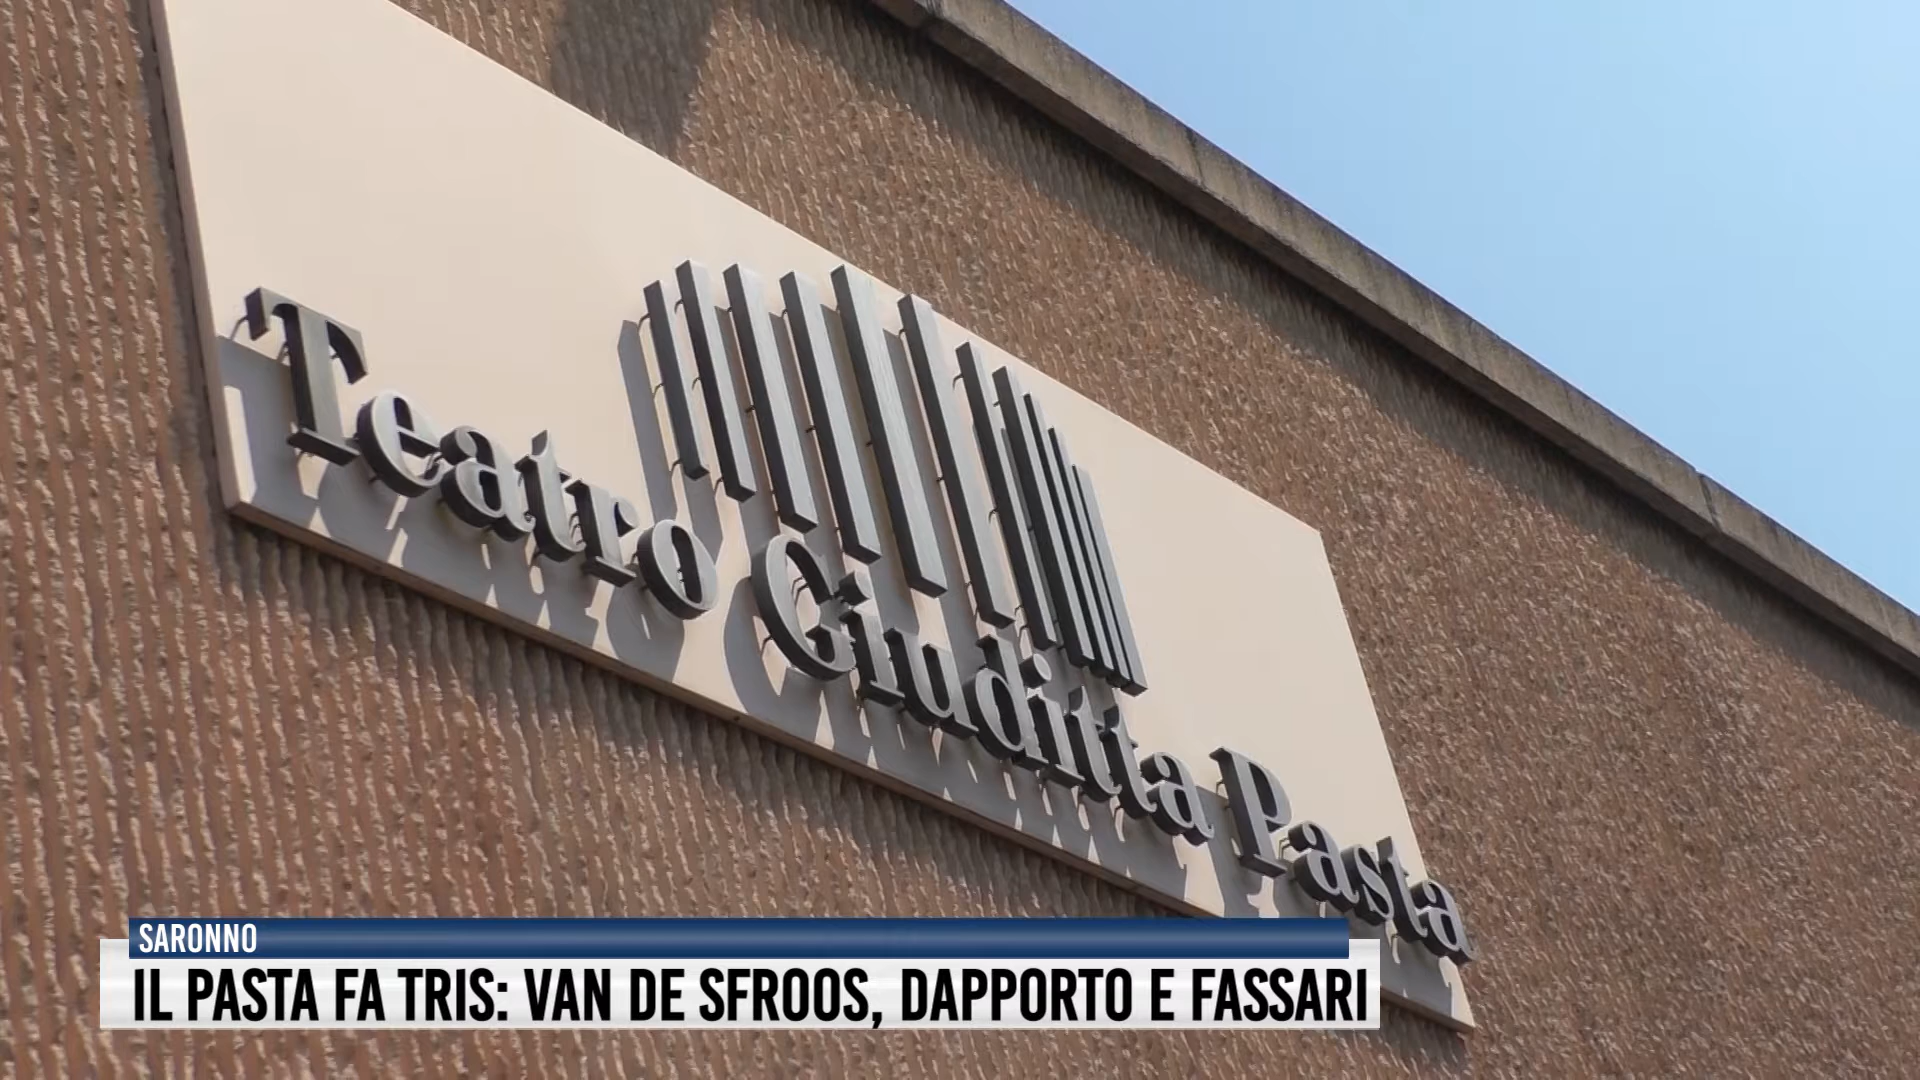 Teatro Giuditta Pasta
SARONNO
IL PASTA FA TRIS: VAN DE SFROOS, DAPPORTO E FASSARI